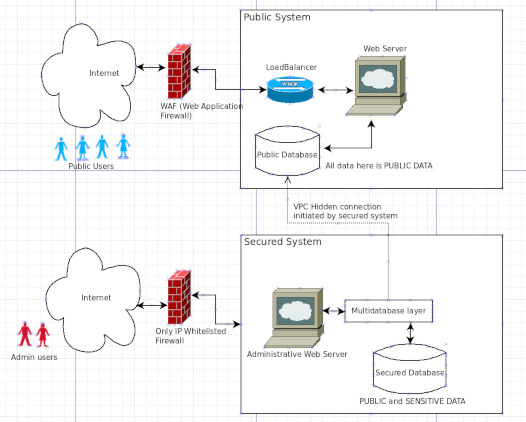 Public System
Internet
WAF (Web Application
Firewall)
LoadBalancer
Web Server
Public Users
Public Database
All data here is PUBLIC DATA
VPC Hidden connection
initiated by secured system
Secured System
Internet
Only IP Whitelisted
Firewall
Admin users
Administrative Web Server
Multidatabase layer
Secured Database
PUBLIC and SENSITIVE DATA